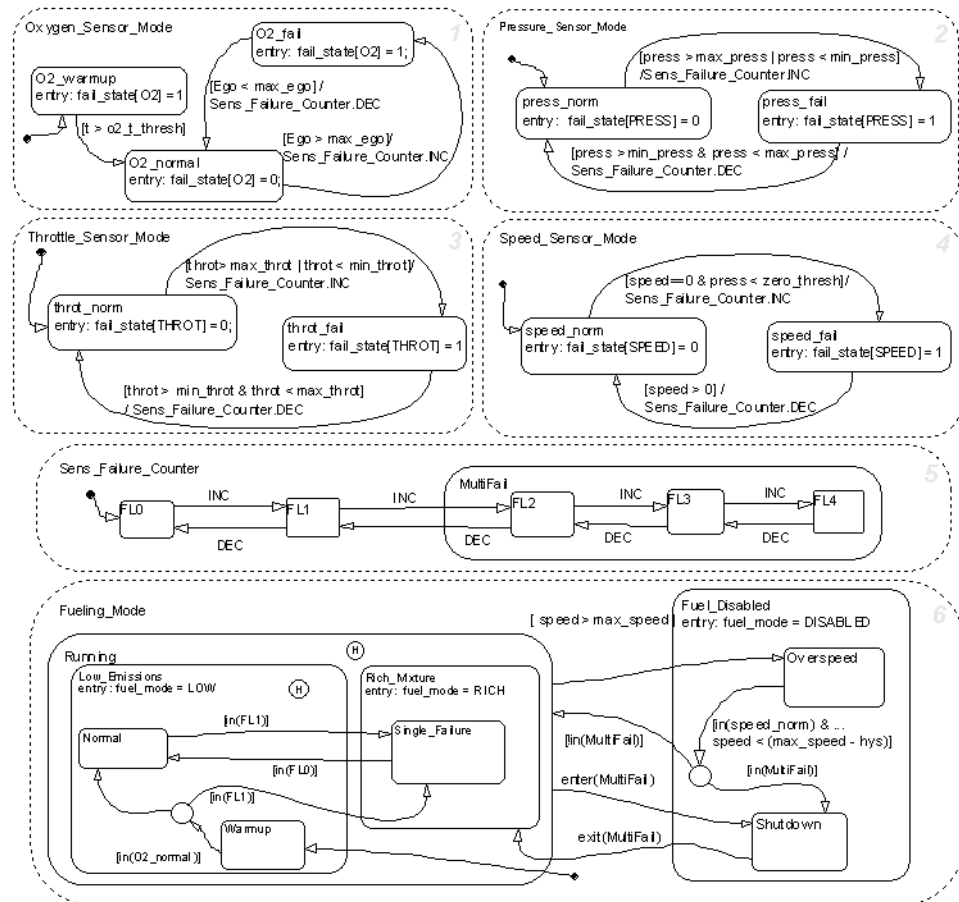 Oxygen_Sensor_Mode
1
O2_fail
entry: fail_state[O2] = 1;
O2_warmup
entry: fail_state[O2] = 1
[t > o2_t_thresh]
[Ego < max_ego] /
Sens_Failure_Counter.DEC
[Ego > max_ego]/
Sens_Failure_Counter.INC
O2_normal
entry: fail_state[O2] = 0;
Pressure_Sensor_Mode
2
[press > max_press | press < min_press]
/Sens_Failure_Counter.INC
press_norm
entry: fail_state[PRESS] = 0
press_fail
entry: fail_state[PRESS] = 1
[press > min_press & press < max_press] /
Sens_Failure_Counter.DEC
Throttle_Sensor_Mode
3
[throt> max_throt | throt < min_throt]/
Sens_Failure_Counter.INC
throt_norm
entry: fail_state[THROT] = 0;
throt_fail
entry: fail_state[THROT] = 1
[throt > min_throt & throt < max_throt]
/ Sens_Failure_Counter.DEC
Speed_Sensor_Mode
4
[speed==0 & press < zero_thresh]/
Sens_Failure_Counter.INC
speed_norm
entry: fail_state[SPEED] = 0
speed_fail
entry: fail_state[SPEED] = 1
[speed > 0] /
Sens_Failure_Counter.DEC
Sens_Failure_Counter
5
MultiFail
FL0
INC
DEC
FL1
INC
DEC
FL2
INC
DEC
FL3
INC
DEC
FL4
Fueling_Mode
6
[ speed > max_speed ]
Fuel_Disabled
entry: fuel_mode = DISABLED
Running
H
Low_Emissions
entry: fuel_mode = LOW
H
Rich_Mixture
entry: fuel_mode = RICH
Overspeed
Normal
[in(FL1)]
Single_Failure
[in(FL0)]
[in(speed_norm) & ...
speed < (max_speed - hys)]
[!in(MultiFail)]
[in(MultiFail)]
[in(FL1)]
enter(MultiFail)
Warmup
[in(O2_normal)]
exit(MultiFail)
Shutdown